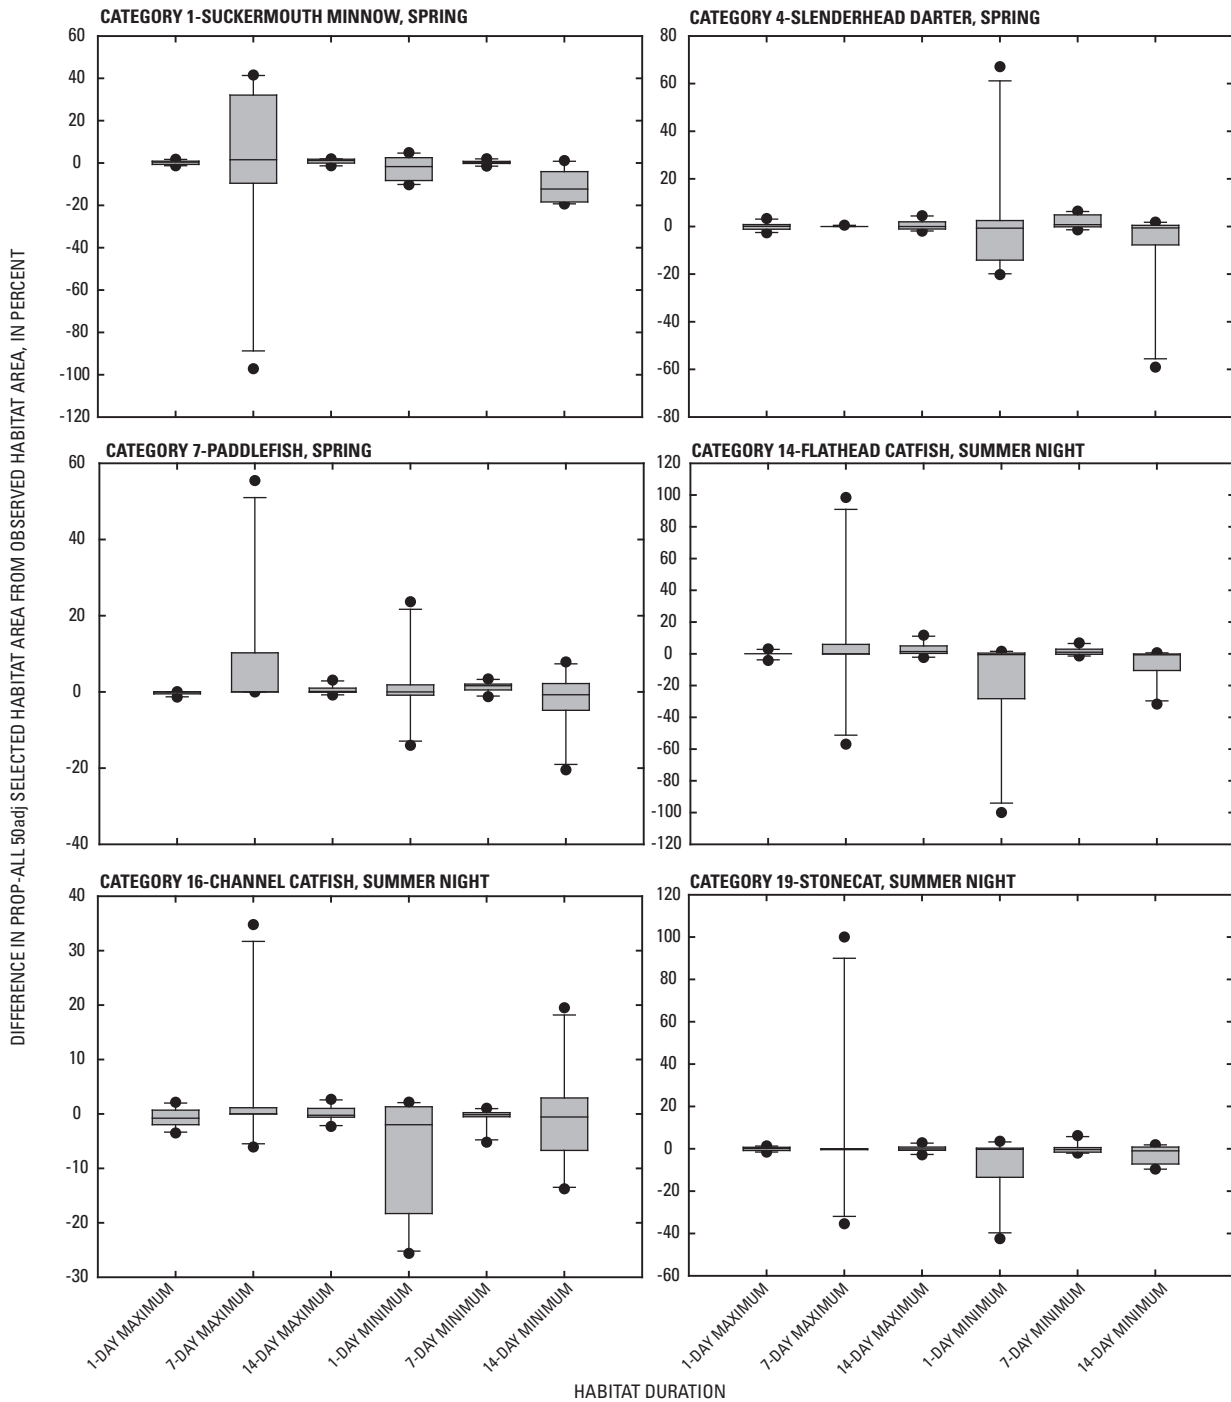 CATEGORY 1-SUCKERMOUTH MINNOW, SPRING
60
40
20
0
-20
-40
-60
-80
-100
-120
CATEGORY 4-SLENDERHEAD DARTER, SPRING
80
60
40
20
0
-20
-40
-60
-80
CATEGORY 7-PADDLEFISH, SPRING
60
40
20
0
-20
-40
CATEGORY 14-FLATHEAD CATFISH, SUMMER NIGHT
120
100
80
60
40
20
0
-20
-40
-60
-80
-100
-120
CATEGORY 16-CHANNEL CATFISH, SUMMER NIGHT
40
30
20
10
0
-10
-20
-30
CATEGORY 19-STONECAT, SUMMER NIGHT
120
100
80
60
40
20
0
-20
-40
-60
DIFFERENCE IN PROP-ALL 50adj SELECTED HABITAT AREA FROM OBSERVED HABITAT AREA, IN PERCENT
1-DAY MAXIMUM
7-DAY MAXIMUM
14-DAY MAXIMUM
1-DAY MINIMUM
7-DAY MINIMUM
14-DAY MINIMUM
1-DAY MAXIMUM
7-DAY MAXIMUM
14-DAY MAXIMUM
1-DAY MINIMUM
7-DAY MINIMUM
14-DAY MINIMUM
HABITAT DURATION